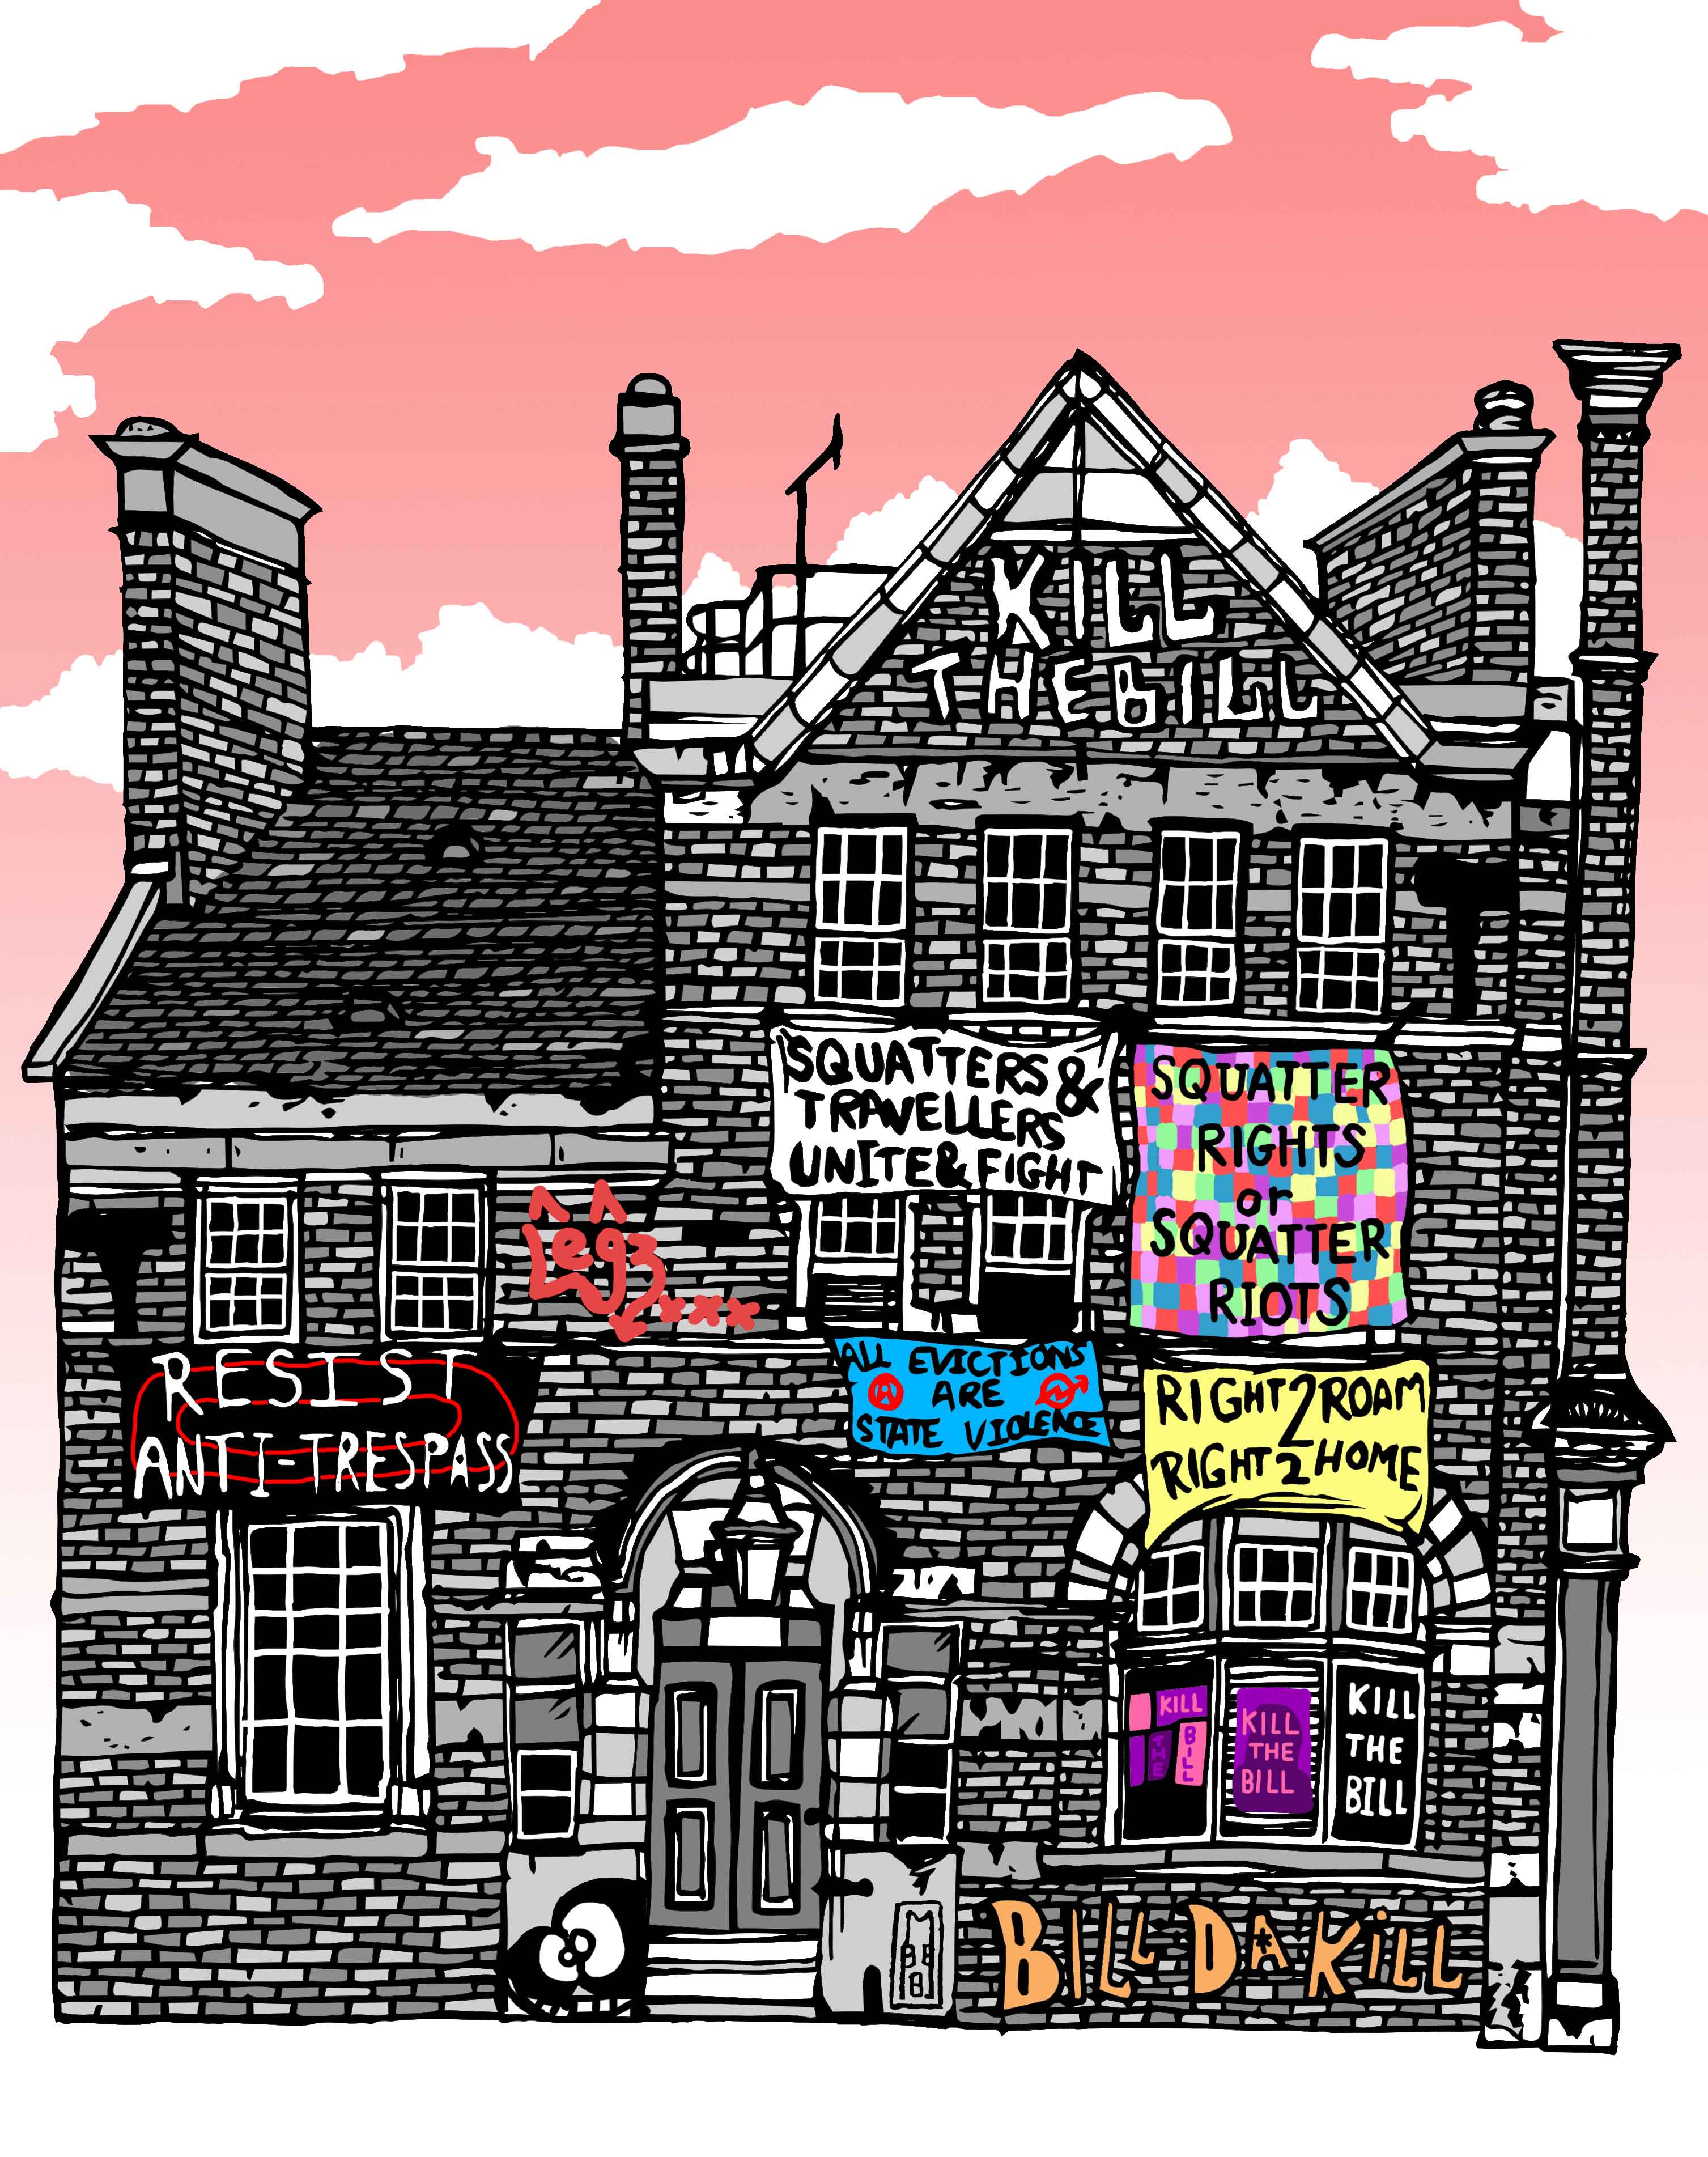 KILL
THE BILL
SQUATTERS &
TRAVELLERS
UNITE & FIGHT
SQUATTER
RIGHTS
or
SQUATTER
RIOTS
Legz xxx
RESIST
ANTI-TRESPASS
ALL EVICTIONS
ARE
STATE VIOLENCE
RIGHT 2 ROAM
RIGHT 2 HOME
KILL
THE
BILL
KILL
THE
BILL
KILL
THE
BILL
BILL DA KILL